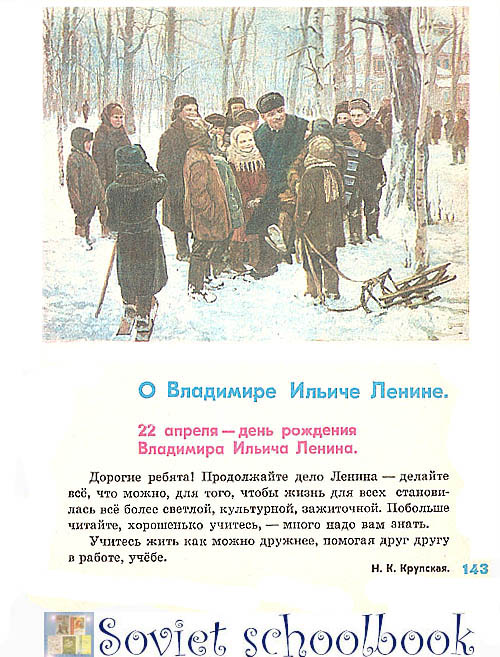 О Владимире Ильиче Ленине.
22 апреля — день рождения
Владимира Ильича Ленина.
Дорогие ребята! Продолжайте дело Ленина — делайте
всё, что можно, для того, чтобы жизнь для всех станови-
лась всё более светлой, культурной, зажиточной. Побольше
читайте, хорошенько учитесь, — много надо вам знать.
Учитесь жить как можно дружнее, помогая друг другу
в работе, учёбе.
Н. К. Крупская. 143
Soviet schoolbook